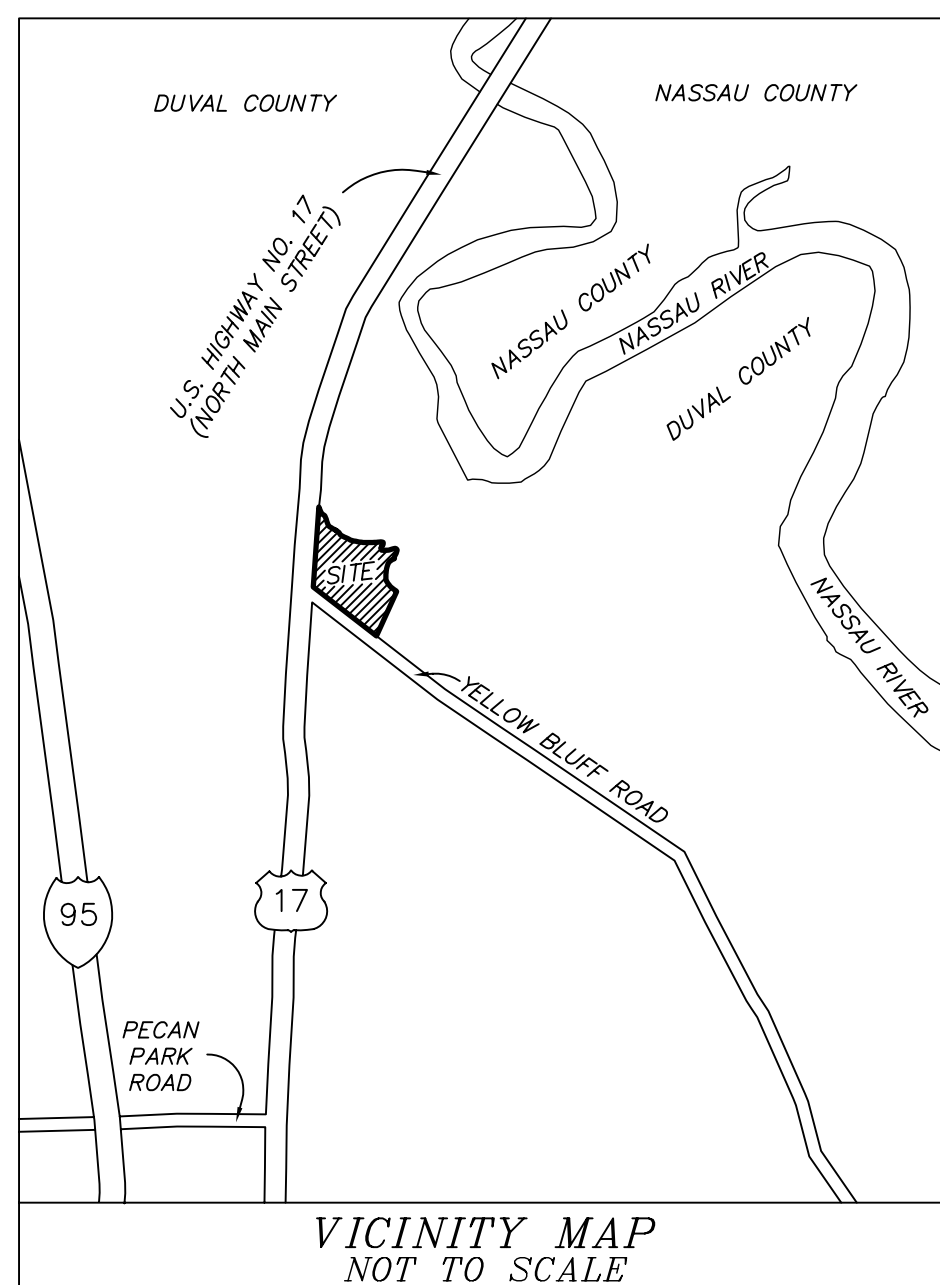 DUVAL COUNTY
NASSAU COUNTY
U.S. HIGHWAY NO. 17
(NORTH MAIN STREET)
NASSAU COUNTY
NASSAU RIVER
DUVAL COUNTY
SITE
NASSAU RIVER
YELLOW BLUFF ROAD
95
17
PECAN
PARK
ROAD
VICINITY MAP
NOT TO SCALE